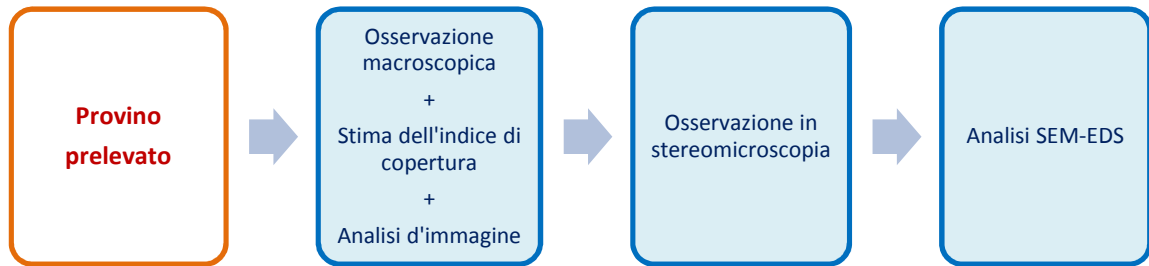 Provino
prelevato
Osservazione
macroscopica
+
Stima dell'indice di
copertura
+
Analisi d'immagine
Osservazione in
stereomicroscopia
Analisi SEM-EDS